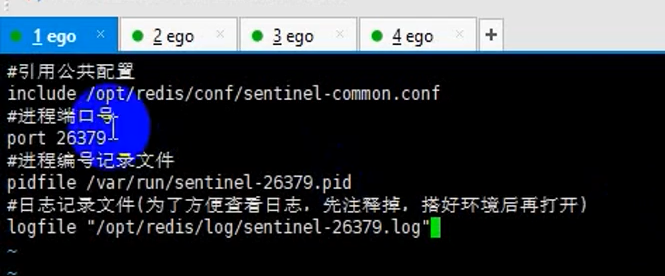 1 ego
2 ego
3 ego
4 ego
#引用公共配置
include /opt/redis/conf/sentinel-common.conf
#进程端口号
port 26379
#进程编号记录文件
pidfile /var/run/sentinel-26379.pid
#日志记录文件(为了方便查看日志，先注释掉，搭好环境后再打开)
logfile "/opt/redis/log/sentinel-26379.log"
~
~